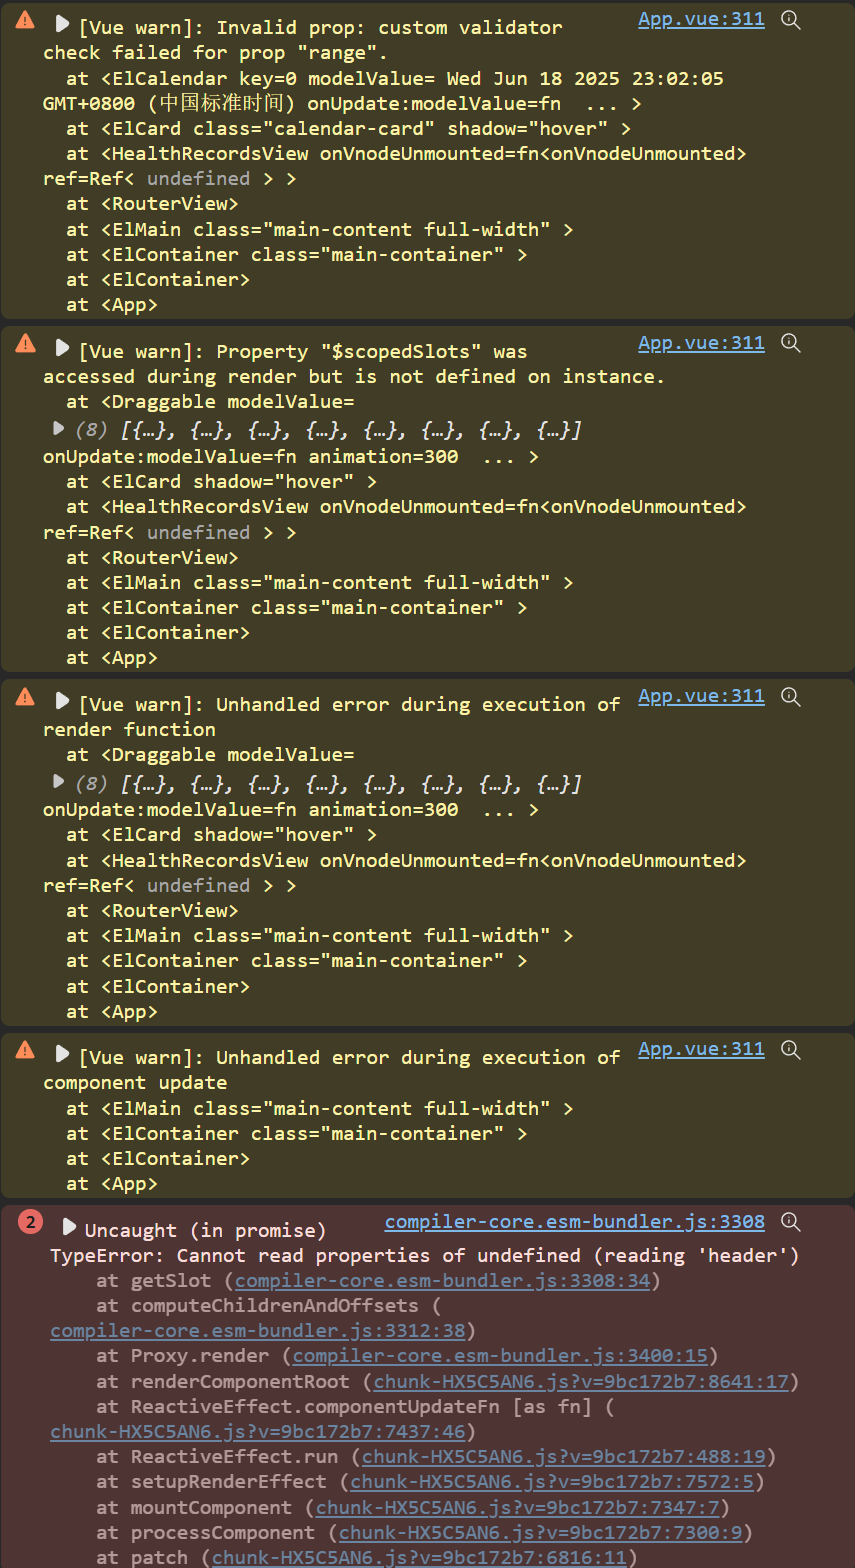 [Vue warn]: Invalid prop: custom validator App.vue:311
check failed for prop "range".
at <ElCalendar key=0 modelValue= Wed Jun 18 2025 23:02:05
GMT+0800 (中国标准时间) onUpdate:modelValue=fn ... >
at <ElCard class="calendar-card" shadow="hover" >
at <HealthRecordsView onVnodeUnmounted=fn<onVnodeUnmounted>
ref=Ref< undefined > >
at <RouterView>
at <ElMain class="main-content full-width" >
at <ElContainer class="main-container" >
at <ElContainer>
at <App>
[Vue warn]: Property "$scopedSlots" was App.vue:311
accessed during render but is not defined on instance.
at <Draggable modelValue=
(8) [{…}, {…}, {…}, {…}, {…}, {…}, {…}, {…}]
onUpdate:modelValue=fn animation=300 ... >
at <ElCard shadow="hover" >
at <HealthRecordsView onVnodeUnmounted=fn<onVnodeUnmounted>
ref=Ref< undefined > >
at <RouterView>
at <ElMain class="main-content full-width" >
at <ElContainer class="main-container" >
at <ElContainer>
at <App>
[Vue warn]: Unhandled error during execution of App.vue:311
render function
at <Draggable modelValue=
(8) [{…}, {…}, {…}, {…}, {…}, {…}, {…}, {…}]
onUpdate:modelValue=fn animation=300 ... >
at <ElCard shadow="hover" >
at <HealthRecordsView onVnodeUnmounted=fn<onVnodeUnmounted>
ref=Ref< undefined > >
at <RouterView>
at <ElMain class="main-content full-width" >
at <ElContainer class="main-container" >
at <ElContainer>
at <App>
[Vue warn]: Unhandled error during execution of App.vue:311
component update
at <ElMain class="main-content full-width" >
at <ElContainer class="main-container" >
at <ElContainer>
at <App>
2 Uncaught (in promise) compiler-core.esm-bundler.js:3308
TypeError: Cannot read properties of undefined (reading 'header')
at getSlot (compiler-core.esm-bundler.js:3308:34)
at computeChildrenAndOffsets (
compiler-core.esm-bundler.js:3312:38)
at Proxy.render (compiler-core.esm-bundler.js:3400:15)
at renderComponentRoot (chunk-HX5C5AN6.js?v=9bc172b7:8641:17)
at ReactiveEffect.componentUpdateFn [as fn] (
chunk-HX5C5AN6.js?v=9bc172b7:7437:46)
at ReactiveEffect.run (chunk-HX5C5AN6.js?v=9bc172b7:488:19)
at setupRenderEffect (chunk-HX5C5AN6.js?v=9bc172b7:7572:5)
at mountComponent (chunk-HX5C5AN6.js?v=9bc172b7:7347:7)
at processComponent (chunk-HX5C5AN6.js?v=9bc172b7:7300:9)
at patch (chunk-HX5C5AN6.js?v=9bc172b7:6816:11)